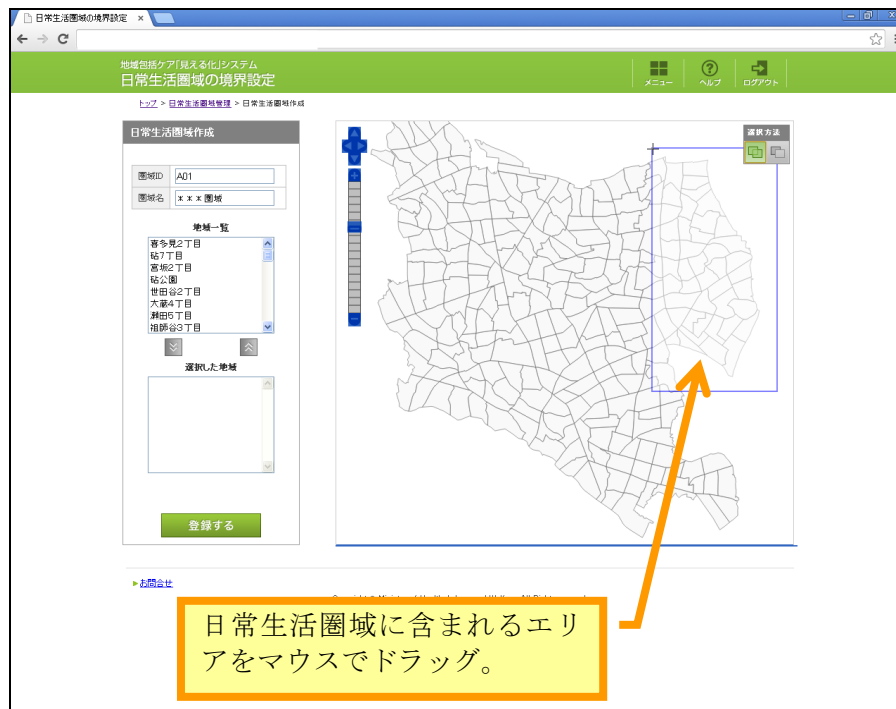 日常生活圏域の境界設定
地域包括ケア「見える化」システム
日常生活圏域の境界設定
メニュー ヘルプ ログアウト
トップ > 日常生活圏域管理 > 日常生活圏域作成
日常生活圏域作成
圏域ID A01
圏域名 ***圏域
地域一覧
喜多見2丁目
砧7丁目
宮坂2丁目
砧公園
世田谷2丁目
大蔵4丁目
瀬田5丁目
祖師谷3丁目
選択した地域
登録する
選択方法
お問合せ
日常生活圏域に含まれるエリ
アをマウスでドラッグ。